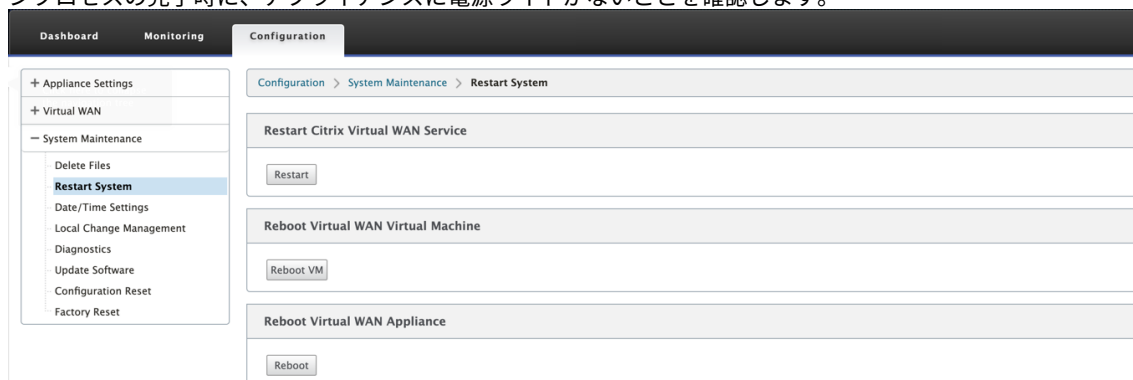 ンプロセスの完了時に、アプライアンスに電源ライトがないことを確認します。
Dashboard Monitoring Configuration
+ Appliance Settings
+ Virtual WAN
− System Maintenance
Delete Files
Restart System
Date/Time Settings
Local Change Management
Diagnostics
Update Software
Configuration Reset
Factory Reset
Configuration > System Maintenance > Restart System
Restart Citrix Virtual WAN Service
Restart
Reboot Virtual WAN Virtual Machine
Reboot VM
Reboot Virtual WAN Appliance
Reboot